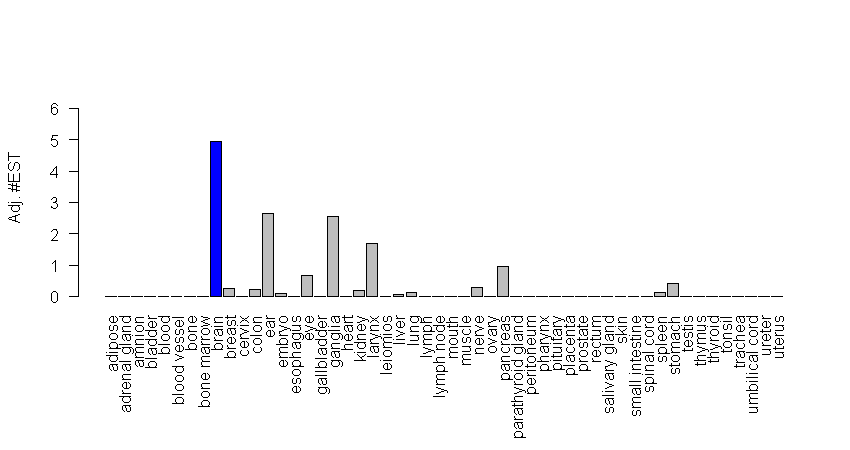 Adj. #EST
6
5
4
3
2
1
0
adipose
adrenal gland
amnion
bladder
blood
blood vessel
bone
bone marrow
brain
breast
cervix
colon
ear
embryo
esophagus
eye
gallbladder
ganglia
heart
kidney
larynx
leiomios
liver
lung
lymph
lymph node
mouth
muscle
nerve
ovary
pancreas
parathyroid gland
peritoneum
pharynx
pituitary
placenta
prostate
rectum
salivary gland
skin
small intestine
spinal cord
spleen
stomach
testis
thymus
thyroid
tonsil
trachea
umbilical cord
ureter
uterus